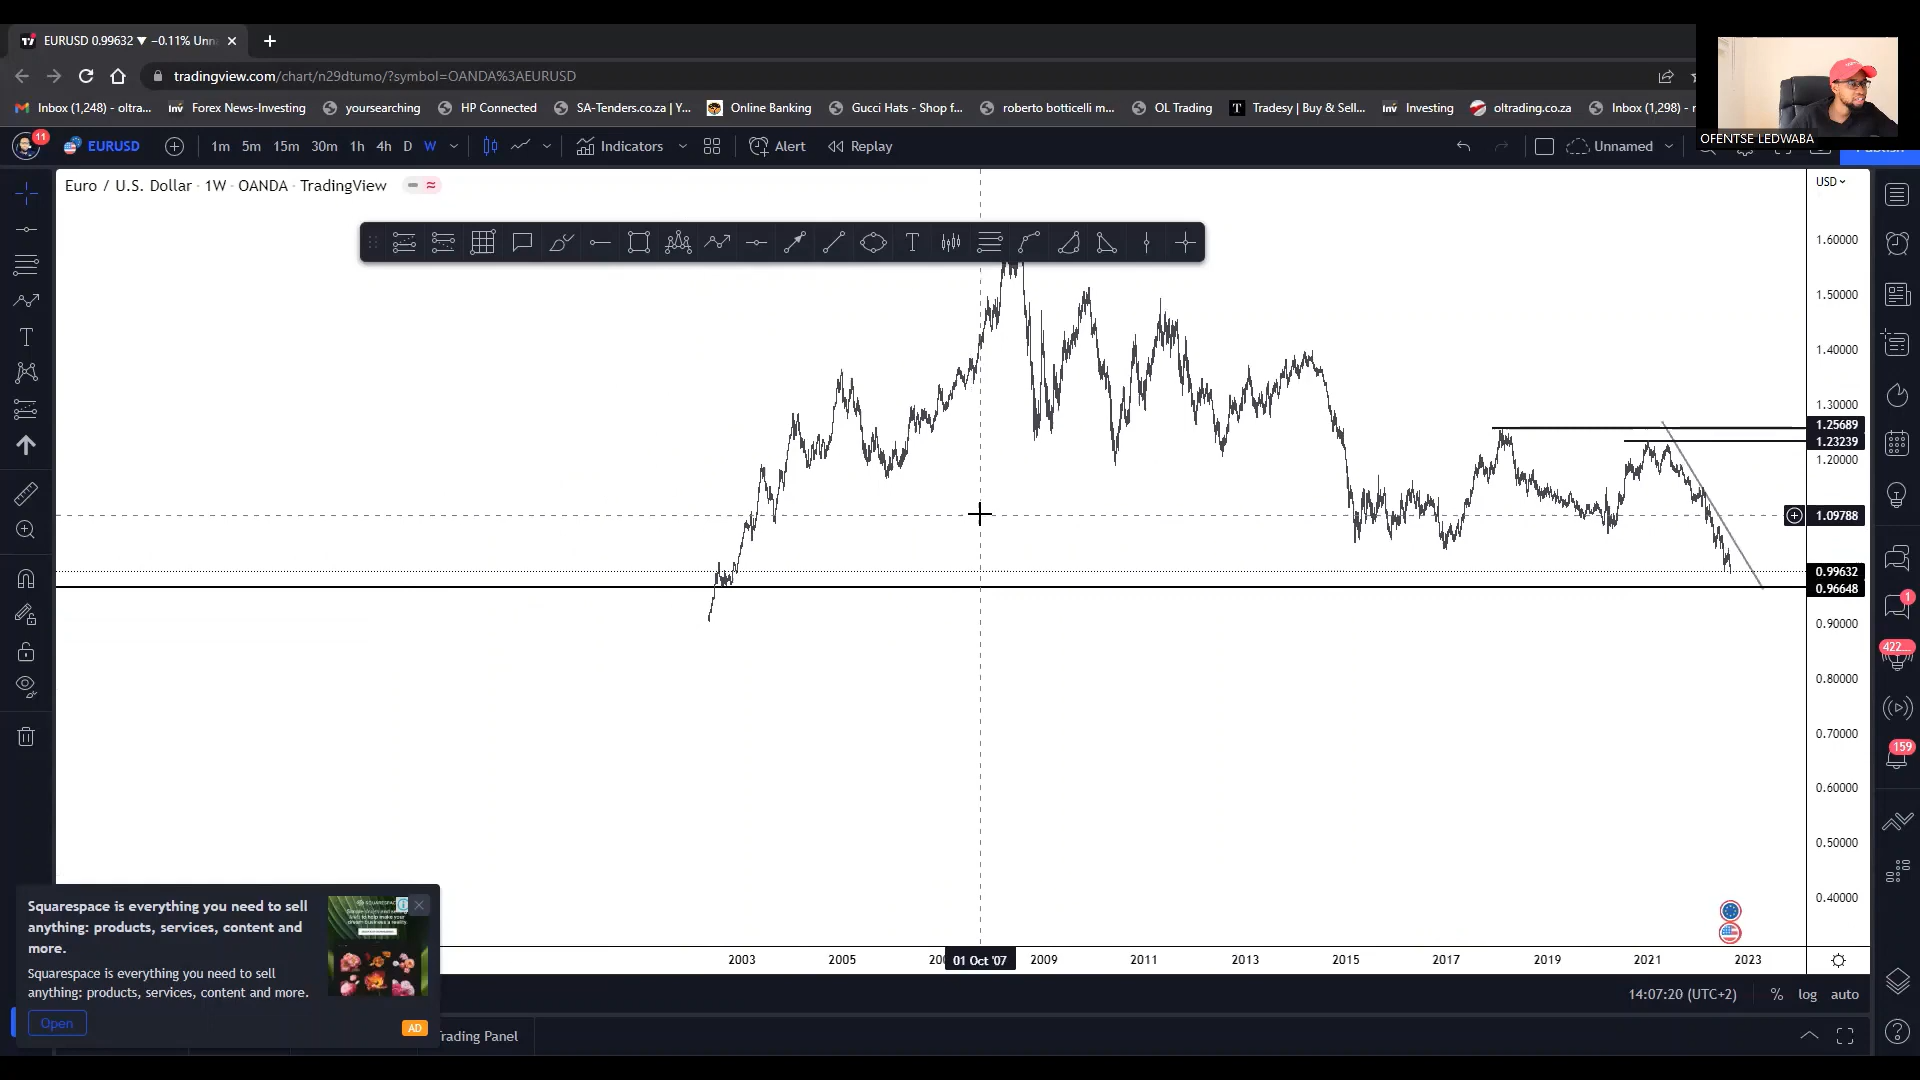 EURUSD 0.99632 ▼ −0.11% Unn
tradingview.com/chart/n29dtumo/?symbol=OANDA%3AEURUSD
Inbox (1,248) - oltra... Forex News-Investing yoursearching HP Connected SA-Tenders.co.za | Y... Online Banking Gucci Hats - Shop f... roberto botticelli m... OL Trading Tradesy | Buy & Sell... Investing oltrading.co.za Inbox (1,298) - r
OFENTSE LEDWABA
11 EURUSD 1m 5m 15m 30m 1h 4h D W Indicators Alert Replay Unnamed
Euro / U.S. Dollar · 1W · OANDA · TradingView
USD
1.60000
1.50000
1.40000
1.30000
1.25689
1.23239
1.20000
1.09788
0.99632
0.96648
0.90000
0.80000
0.70000
0.60000
0.50000
0.40000
1
422...
159
Squarespace is everything you need to sell
anything: products, services, content and
more.
Squarespace is everything you need to sell
anything: products, services, content and more.
Open
AD
2003 2005 01 Oct '07 2009 2011 2013 2015 2017 2019 2021 2023
14:07:20 (UTC+2) % log auto
rading Panel